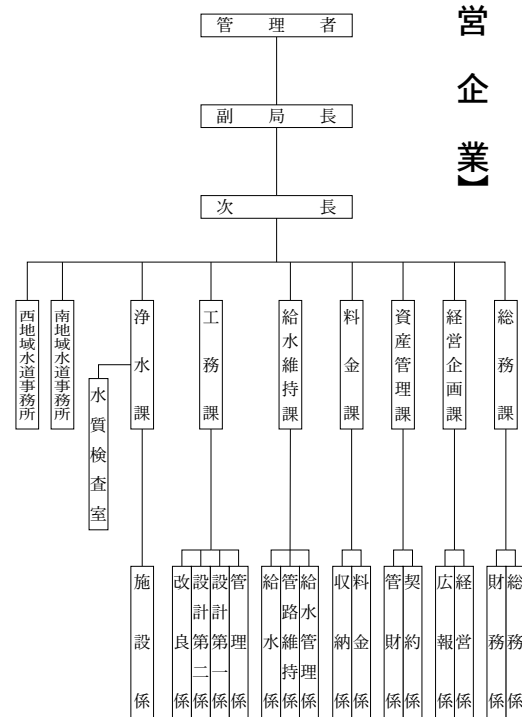 営企業】
管理者
副局長
次長
総務課
経営企画課
資産管理課
料金課
給水維持課
工務課
浄水課
南地域水道事務所
西地域水道事務所
水質検査室
総務係
財務係
経営係
広報係
契約係
管財係
料金係
収納係
給水管理係
管路維持係
給水係
管理係
設計第一係
設計第二係
改良係
施設係